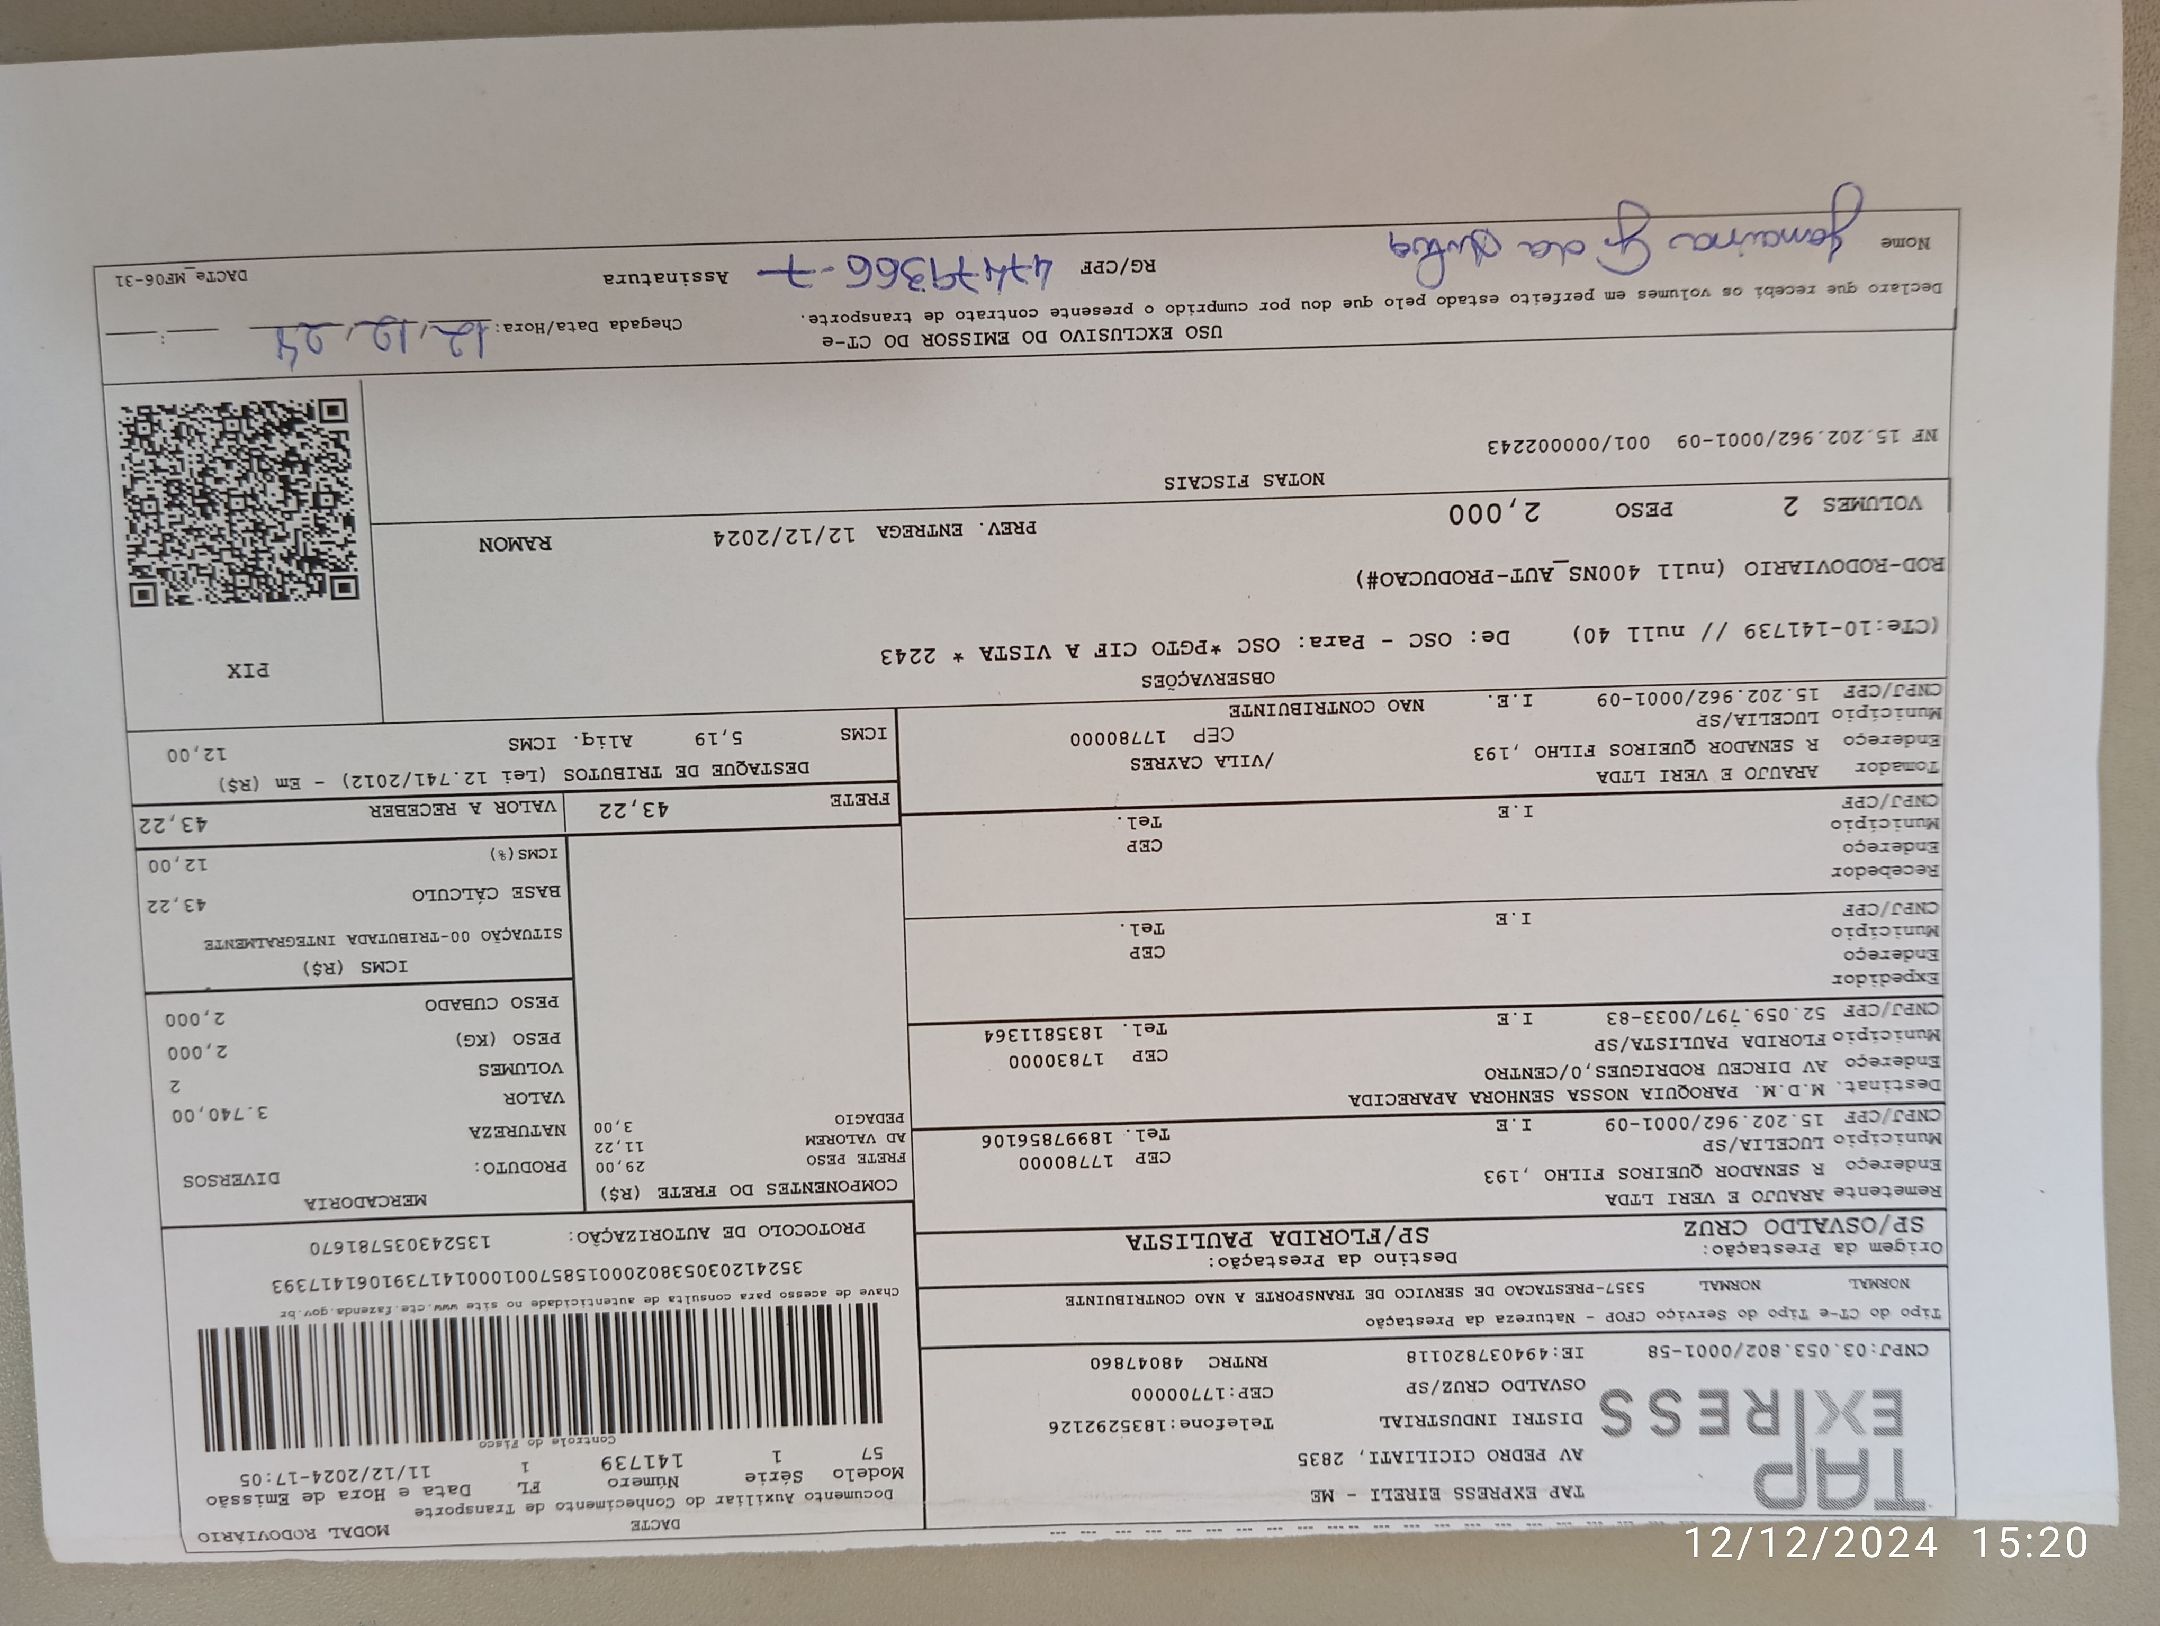 TAP
EXPRESS
TAP EXPRESS EIRELI - ME
AV PEDRO CICILIATI, 2835
DISTRI INDUSTRIAL Telefone:1835292126
OSVALDO CRUZ/SP CEP:17700000
CNPJ:03.053.802/0001-58 IE:494037820118 RNTRC 48047860
DACTE MODAL RODOVIÁRIO
Documento Auxiliar do Conhecimento de Transporte
Modelo Série Número FL Data e Hora de Emissão
57 1 141739 1 11/12/2024-17:05
Controle do Fisco
Chave de acesso para consulta de autenticidade no site www.cte.fazenda.gov.br
35241203053802000158570010001417391061417393
PROTOCOLO DE AUTORIZAÇÃO: 135243035781670
Tipo do CT-e Tipo do Serviço CFOP - Natureza da Prestação
NORMAL NORMAL 5357-PRESTACAO DE SERVICO DE TRANSPORTE A NAO CONTRIBUINTE
Origem da Prestação: Destino da Prestação:
SP/OSVALDO CRUZ SP/FLORIDA PAULISTA
Remetente ARAUJO E VERI LTDA
Endereço R SENADOR QUEIROS FILHO ,193 CEP 17780000
Município LUCELIA/SP Tel. 18997856106
CNPJ/CPF 15.202.962/0001-09 I.E
Destinat. M.D.M. PAROQUIA NOSSA SENHORA APARECIDA
Endereço AV DIRCEU RODRIGUES,0/CENTRO CEP 17830000
Município FLORIDA PAULISTA/SP Tel. 1835811364
CNPJ/CPF 52.059.797/0033-83 I.E
Expedidor
Endereço CEP
Município Tel.
CNPJ/CPF I.E
Recebedor
Endereço CEP
Município Tel.
CNPJ/CPF I.E
Tomador ARAUJO E VERI LTDA
Endereço R SENADOR QUEIROS FILHO ,193 /VILA CAYRES
Município LUCELIA/SP CEP 17780000
CNPJ/CPF 15.202.962/0001-09 I.E. NAO CONTRIBUINTE
COMPONENTES DO FRETE (R$)
FRETE PESO 29,00
AD VALOREM 11,22
PEDAGIO 3,00
MERCADORIA
PRODUTO: DIVERSOS
NATUREZA
VALOR 3.740,00
VOLUMES 2
PESO (KG) 2,000
PESO CUBADO 2,000
ICMS (R$)
SITUAÇÃO 00-TRIBUTADA INTEGRALMENTE
BASE CÁLCULO 43,22
ICMS(%) 12,00
FRETE 43,22 VALOR A RECEBER 43,22
DESTAQUE DE TRIBUTOS (Lei 12.741/2012) - Em (R$)
ICMS 5,19 Aliq. ICMS 12,00
OBSERVAÇÕES
(CTe:10-141739 // null 40) De: OSC - Para: OSC *PGTO CIF A VISTA * 2243
ROD-RODOVIARIO (null 400NS_AUT-PRODUCAO#)
VOLUMES 2 PESO 2,000 PREV. ENTREGA 12/12/2024 RAMON
PIX
NOTAS FISCAIS
NF 15.202.962/0001-09 001/000002243
USO EXCLUSIVO DO EMISSOR DO CT-e
Declaro que recebi os volumes em perfeito estado pelo que dou por cumprido o presente contrato de transporte.
Chegada Data/Hora: 12,12,24 :
Nome Janaina G da Silva RG/CPF 47479366-7 Assinatura
DACTe_MF06-31
12/12/2024 15:20